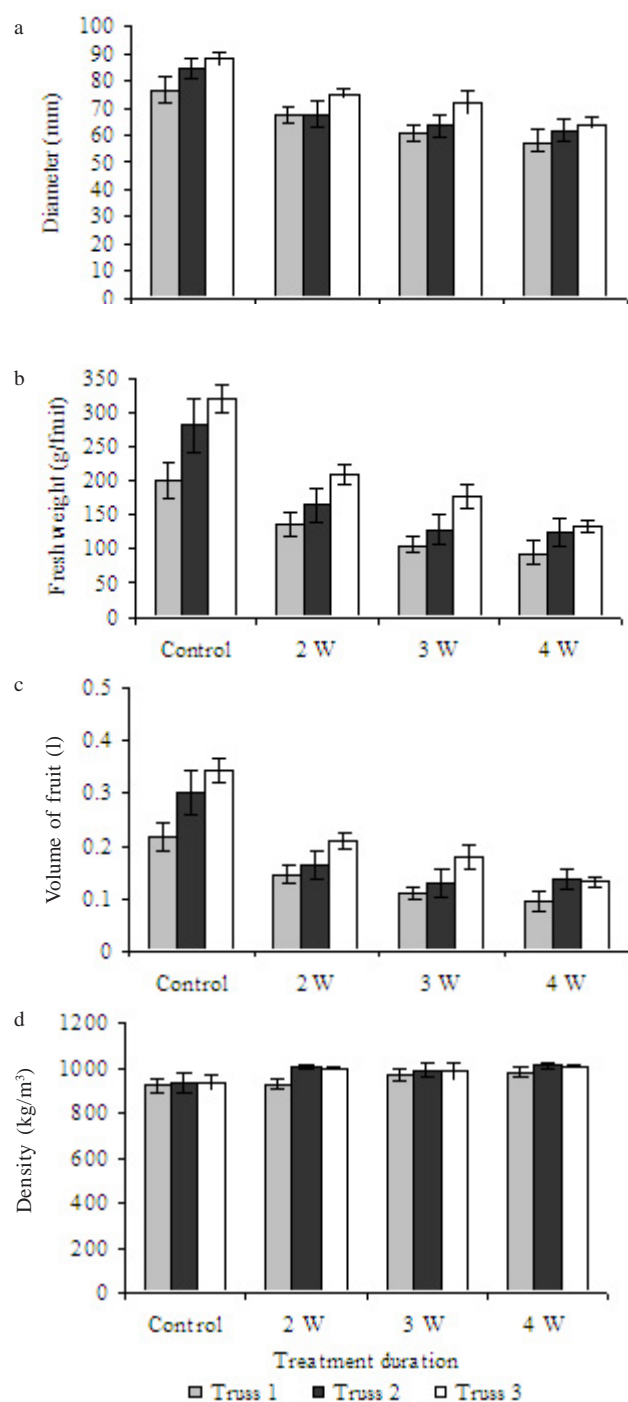 a
Diameter (mm)
100
90
80
70
60
50
40
30
20
10
0
b
Fresh weight (g/fruit)
350
300
250
200
150
100
50
0
Control 2 W 3 W 4 W
c
Volume of fruit (l)
0.5
0.4
0.3
0.2
0.1
0
Control 2 W 3 W 4 W
d
Density (kg/m³)
1200
1000
800
600
400
200
0
Control 2 W 3 W 4 W
Treatment duration
Truss 1 Truss 2 Truss 3